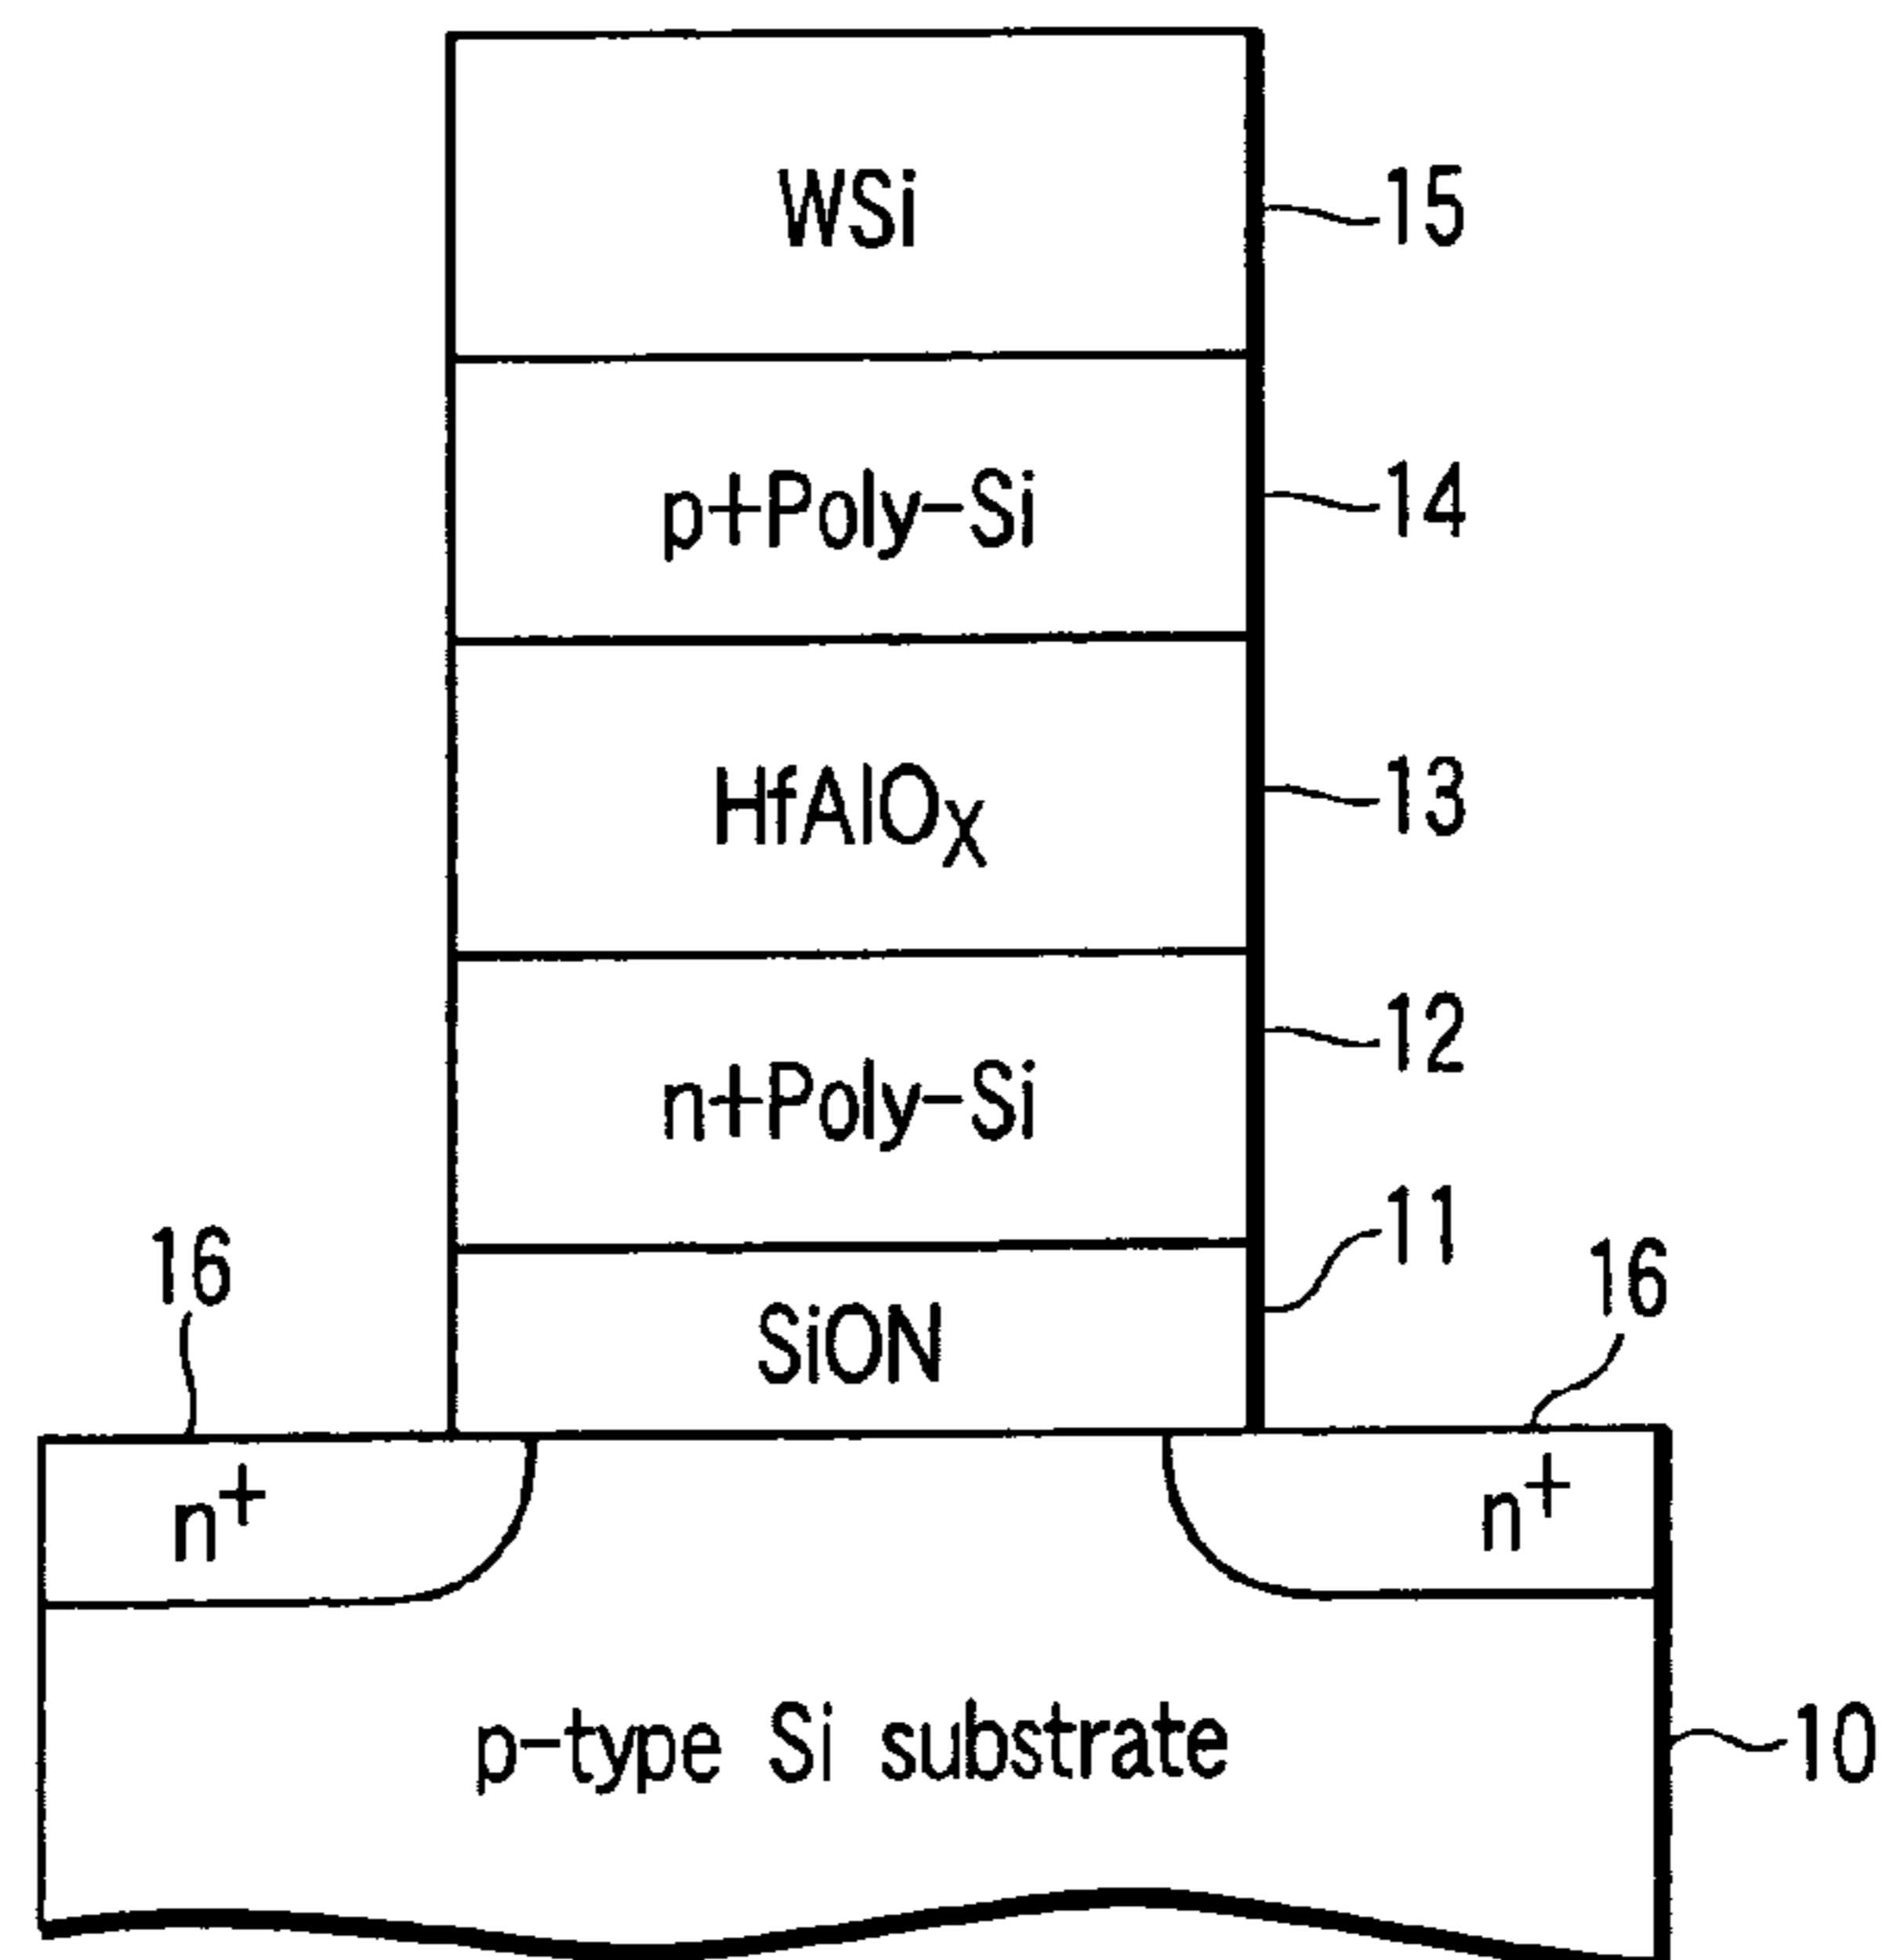 WSi 15
p+Poly-Si 14
HfAlOX 13
12
n+Poly-Si
11
16 16
SiON
n+ n+
p-type Si substrate 10